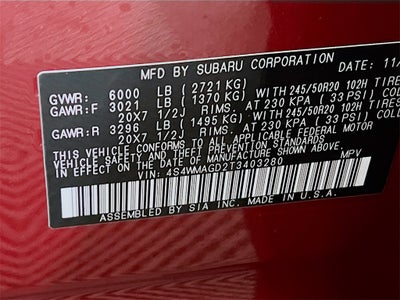 MFD BY SUBARU CORPORATION 11/
GVWR: 6000 LB (2721 KG)
GAWR:F 3021 LB (1370 KG) WITH 245/50R20 102H TIRES
20X7 1/2J RIMS. AT 230 KPA (33 PSI) COLD
GAWR:R 3296 LB (1495 KG) WITH 245/50R20 102H TIRES
20X7 1/2J RIMS. AT 230 KPA (33 PSI) COLD
THIS VEHICLE CONFORMS TO ALL APPLICABLE FEDERAL MOTOR
VEHICLE SAFETY, BUMPER AND
THEFT PREVENTION STANDARDS
IN EFFECT ON THE DATE OF MANUFACTURE SHOWN ABOVE.
VIN: 4S4WMAGD2T3403280 MPV
ASSEMBLED BY SIA INC. MADE IN U.S.A.